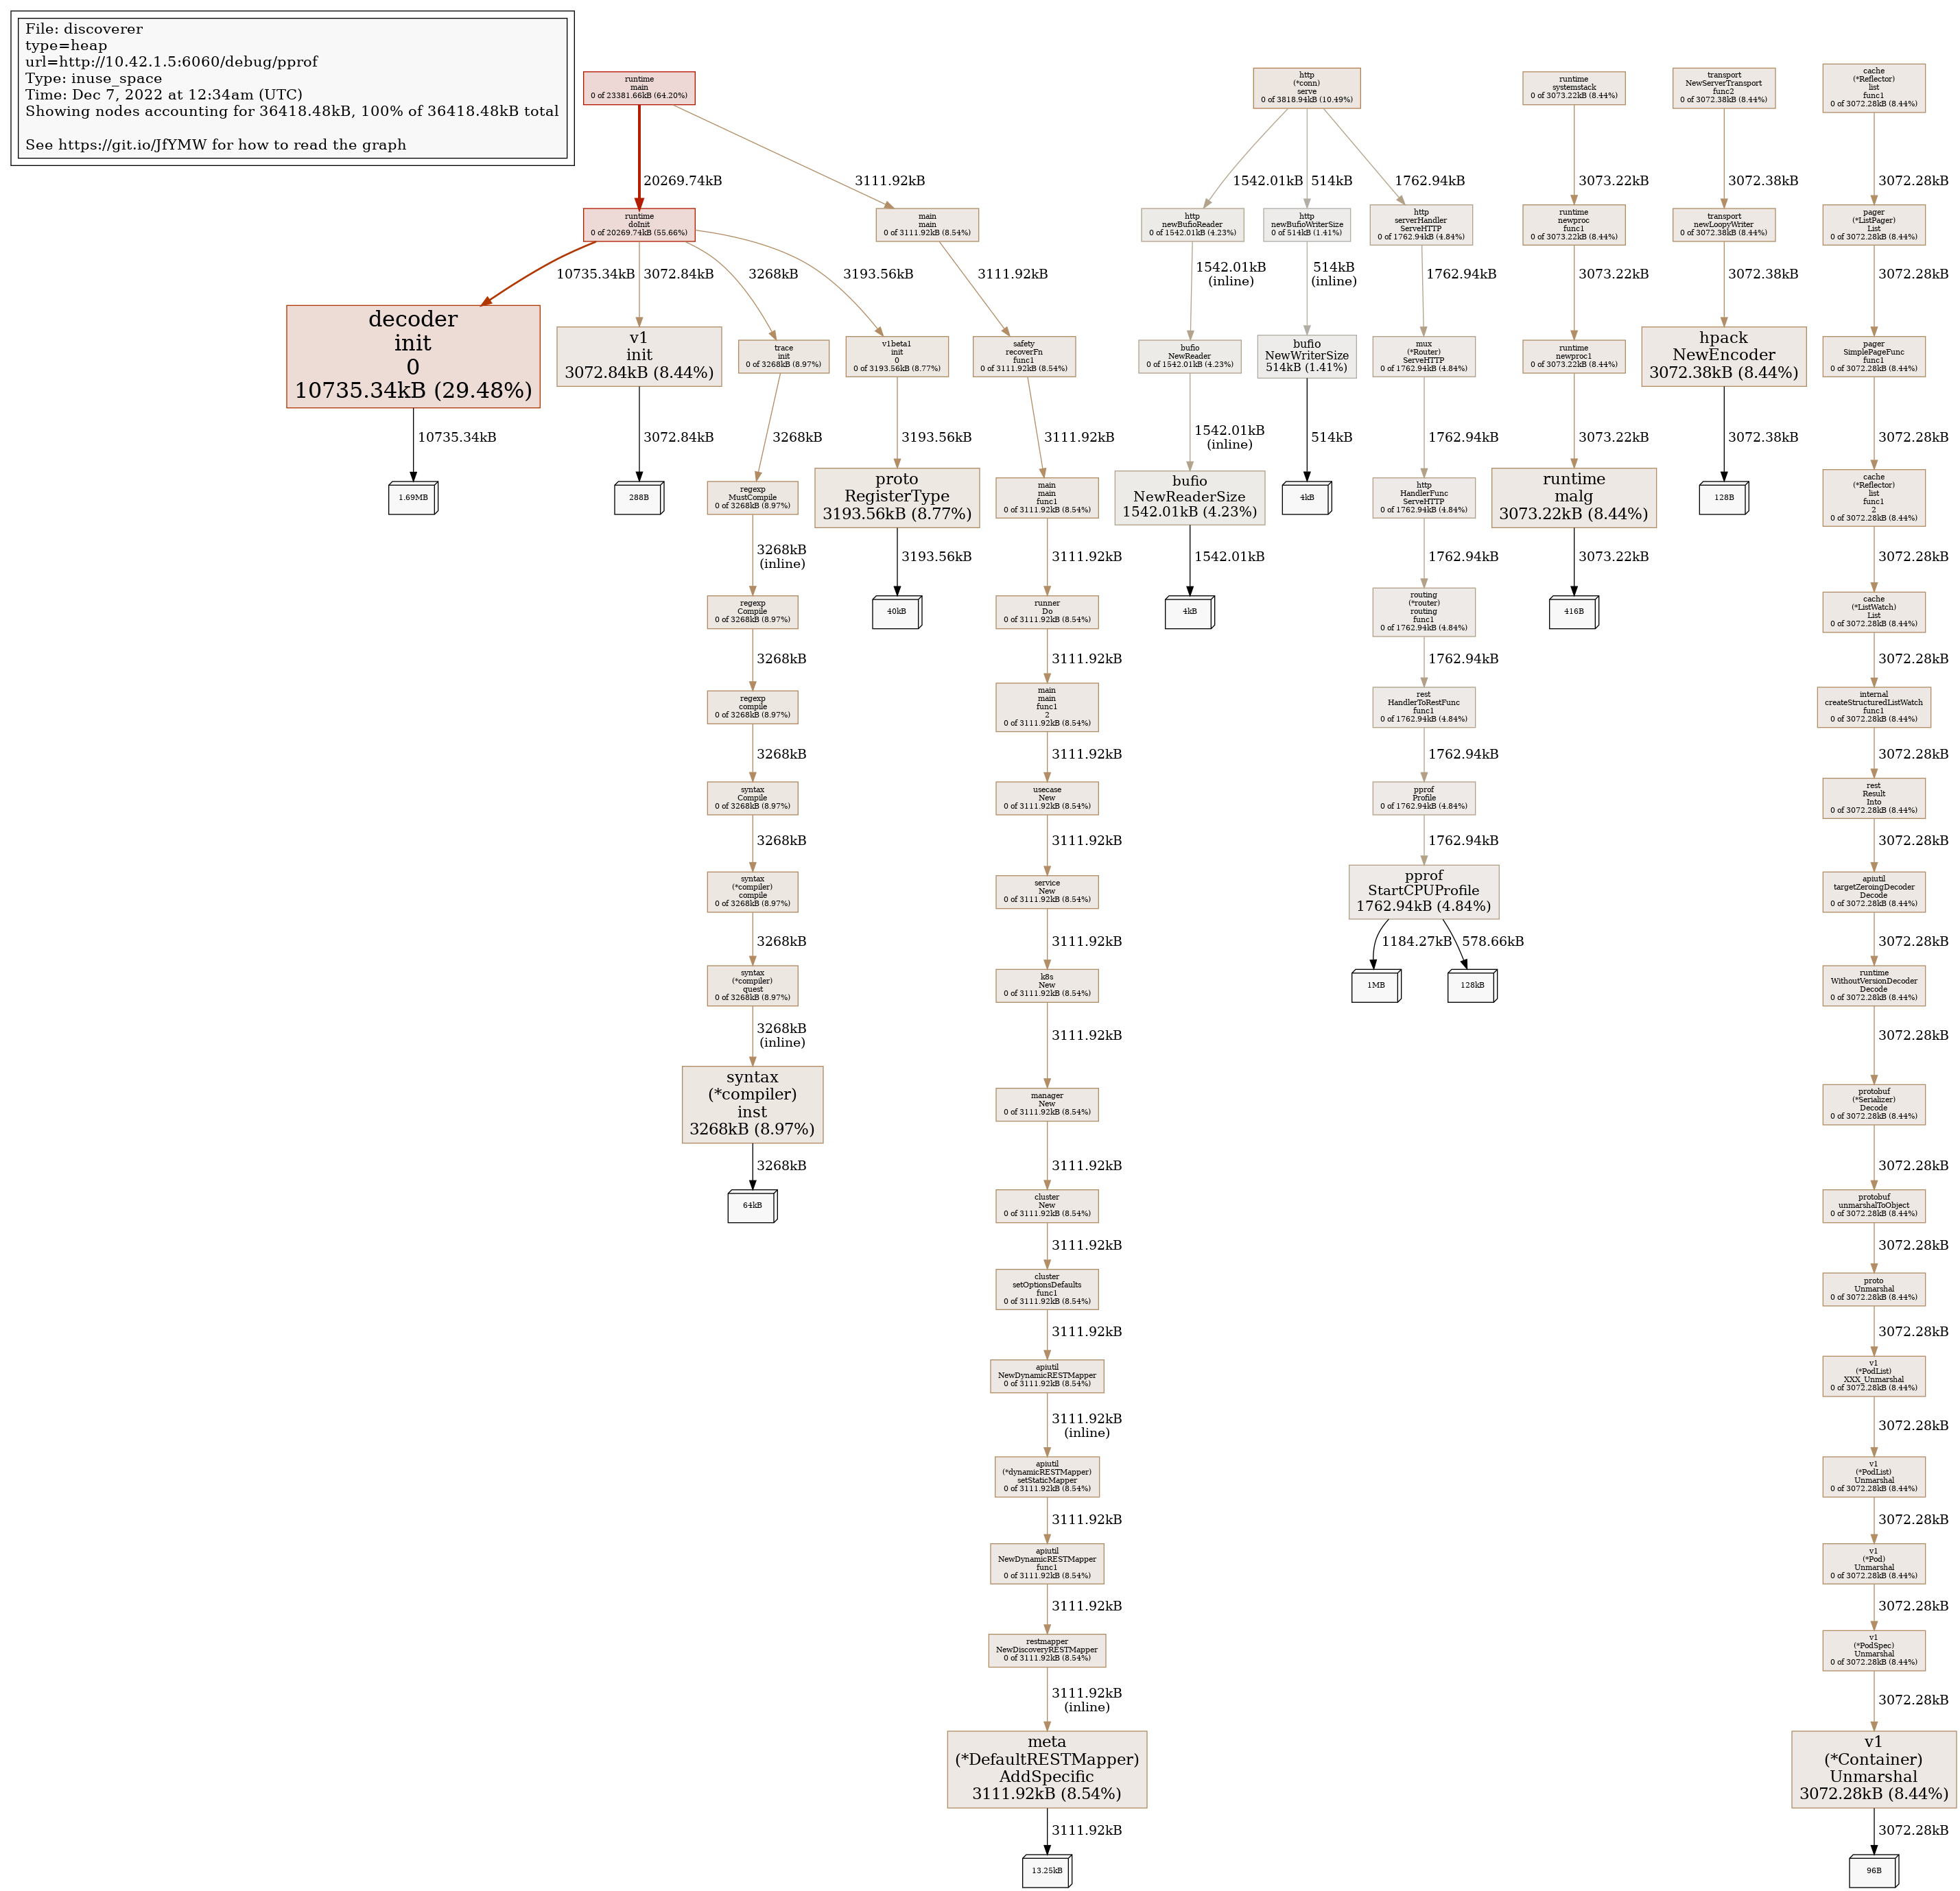 File: discoverer
type=heap
url=http://10.42.1.5:6060/debug/pprof
Type: inuse_space
Time: Dec 7, 2022 at 12:34am (UTC)
Showing nodes accounting for 36418.48kB, 100% of 36418.48kB total
See https://git.io/JfYMW for how to read the graph
runtime
main
0 of 23381.66kB (64.20%)
20269.74kB
3111.92kB
runtime
doInit
0 of 20269.74kB (55.66%)
10735.34kB
3072.84kB
3268kB
3193.56kB
decoder
init
0
10735.34kB (29.48%)
10735.34kB
1.69MB
v1
init
3072.84kB (8.44%)
3072.84kB
288B
trace
init
0 of 3268kB (8.97%)
3268kB
regexp
MustCompile
0 of 3268kB (8.97%)
3268kB
(inline)
regexp
Compile
0 of 3268kB (8.97%)
3268kB
regexp
compile
0 of 3268kB (8.97%)
3268kB
syntax
Compile
0 of 3268kB (8.97%)
3268kB
syntax
(*compiler)
compile
0 of 3268kB (8.97%)
3268kB
syntax
(*compiler)
quest
0 of 3268kB (8.97%)
3268kB
(inline)
syntax
(*compiler)
inst
3268kB (8.97%)
3268kB
64kB
v1beta1
init
0
0 of 3193.56kB (8.77%)
3193.56kB
proto
RegisterType
3193.56kB (8.77%)
3193.56kB
40kB
main
main
0 of 3111.92kB (8.54%)
3111.92kB
safety
recoverFn
func1
0 of 3111.92kB (8.54%)
3111.92kB
main
main
func1
0 of 3111.92kB (8.54%)
3111.92kB
runner
Do
0 of 3111.92kB (8.54%)
3111.92kB
main
main
func1
2
0 of 3111.92kB (8.54%)
3111.92kB
usecase
New
0 of 3111.92kB (8.54%)
3111.92kB
service
New
0 of 3111.92kB (8.54%)
3111.92kB
k8s
New
0 of 3111.92kB (8.54%)
3111.92kB
manager
New
0 of 3111.92kB (8.54%)
3111.92kB
cluster
New
0 of 3111.92kB (8.54%)
3111.92kB
cluster
setOptionsDefaults
func1
0 of 3111.92kB (8.54%)
3111.92kB
apiutil
NewDynamicRESTMapper
0 of 3111.92kB (8.54%)
3111.92kB
(inline)
apiutil
(*dynamicRESTMapper)
setStaticMapper
0 of 3111.92kB (8.54%)
3111.92kB
apiutil
NewDynamicRESTMapper
func1
0 of 3111.92kB (8.54%)
3111.92kB
restmapper
NewDiscoveryRESTMapper
0 of 3111.92kB (8.54%)
3111.92kB
(inline)
meta
(*DefaultRESTMapper)
AddSpecific
3111.92kB (8.54%)
3111.92kB
13.25kB
http
(*conn)
serve
0 of 3818.94kB (10.49%)
1542.01kB
514kB
1762.94kB
http
newBufioReader
0 of 1542.01kB (4.23%)
1542.01kB
(inline)
bufio
NewReader
0 of 1542.01kB (4.23%)
1542.01kB
(inline)
bufio
NewReaderSize
1542.01kB (4.23%)
1542.01kB
4kB
http
newBufioWriterSize
0 of 514kB (1.41%)
514kB
(inline)
bufio
NewWriterSize
514kB (1.41%)
514kB
4kB
http
serverHandler
ServeHTTP
0 of 1762.94kB (4.84%)
1762.94kB
mux
(*Router)
ServeHTTP
0 of 1762.94kB (4.84%)
1762.94kB
http
HandlerFunc
ServeHTTP
0 of 1762.94kB (4.84%)
1762.94kB
routing
(*router)
routing
func1
0 of 1762.94kB (4.84%)
1762.94kB
rest
HandlerToRestFunc
func1
0 of 1762.94kB (4.84%)
1762.94kB
pprof
Profile
0 of 1762.94kB (4.84%)
1762.94kB
pprof
StartCPUProfile
1762.94kB (4.84%)
1184.27kB
578.66kB
1MB
128kB
runtime
systemstack
0 of 3073.22kB (8.44%)
3073.22kB
runtime
newproc
func1
0 of 3073.22kB (8.44%)
3073.22kB
runtime
newproc1
0 of 3073.22kB (8.44%)
3073.22kB
runtime
malg
3073.22kB (8.44%)
3073.22kB
416B
transport
NewServerTransport
func2
0 of 3072.38kB (8.44%)
3072.38kB
transport
newLoopyWriter
0 of 3072.38kB (8.44%)
3072.38kB
hpack
NewEncoder
3072.38kB (8.44%)
3072.38kB
128B
cache
(*Reflector)
list
func1
0 of 3072.28kB (8.44%)
3072.28kB
pager
(*ListPager)
List
0 of 3072.28kB (8.44%)
3072.28kB
pager
SimplePageFunc
func1
0 of 3072.28kB (8.44%)
3072.28kB
cache
(*Reflector)
list
func1
2
0 of 3072.28kB (8.44%)
3072.28kB
cache
(*ListWatch)
List
0 of 3072.28kB (8.44%)
3072.28kB
internal
createStructuredListWatch
func1
0 of 3072.28kB (8.44%)
3072.28kB
rest
Result
Into
0 of 3072.28kB (8.44%)
3072.28kB
apiutil
targetZeroingDecoder
Decode
0 of 3072.28kB (8.44%)
3072.28kB
runtime
WithoutVersionDecoder
Decode
0 of 3072.28kB (8.44%)
3072.28kB
protobuf
(*Serializer)
Decode
0 of 3072.28kB (8.44%)
3072.28kB
protobuf
unmarshalToObject
0 of 3072.28kB (8.44%)
3072.28kB
proto
Unmarshal
0 of 3072.28kB (8.44%)
3072.28kB
v1
(*PodList)
XXX_Unmarshal
0 of 3072.28kB (8.44%)
3072.28kB
v1
(*PodList)
Unmarshal
0 of 3072.28kB (8.44%)
3072.28kB
v1
(*Pod)
Unmarshal
0 of 3072.28kB (8.44%)
3072.28kB
v1
(*PodSpec)
Unmarshal
0 of 3072.28kB (8.44%)
3072.28kB
v1
(*Container)
Unmarshal
3072.28kB (8.44%)
3072.28kB
96B